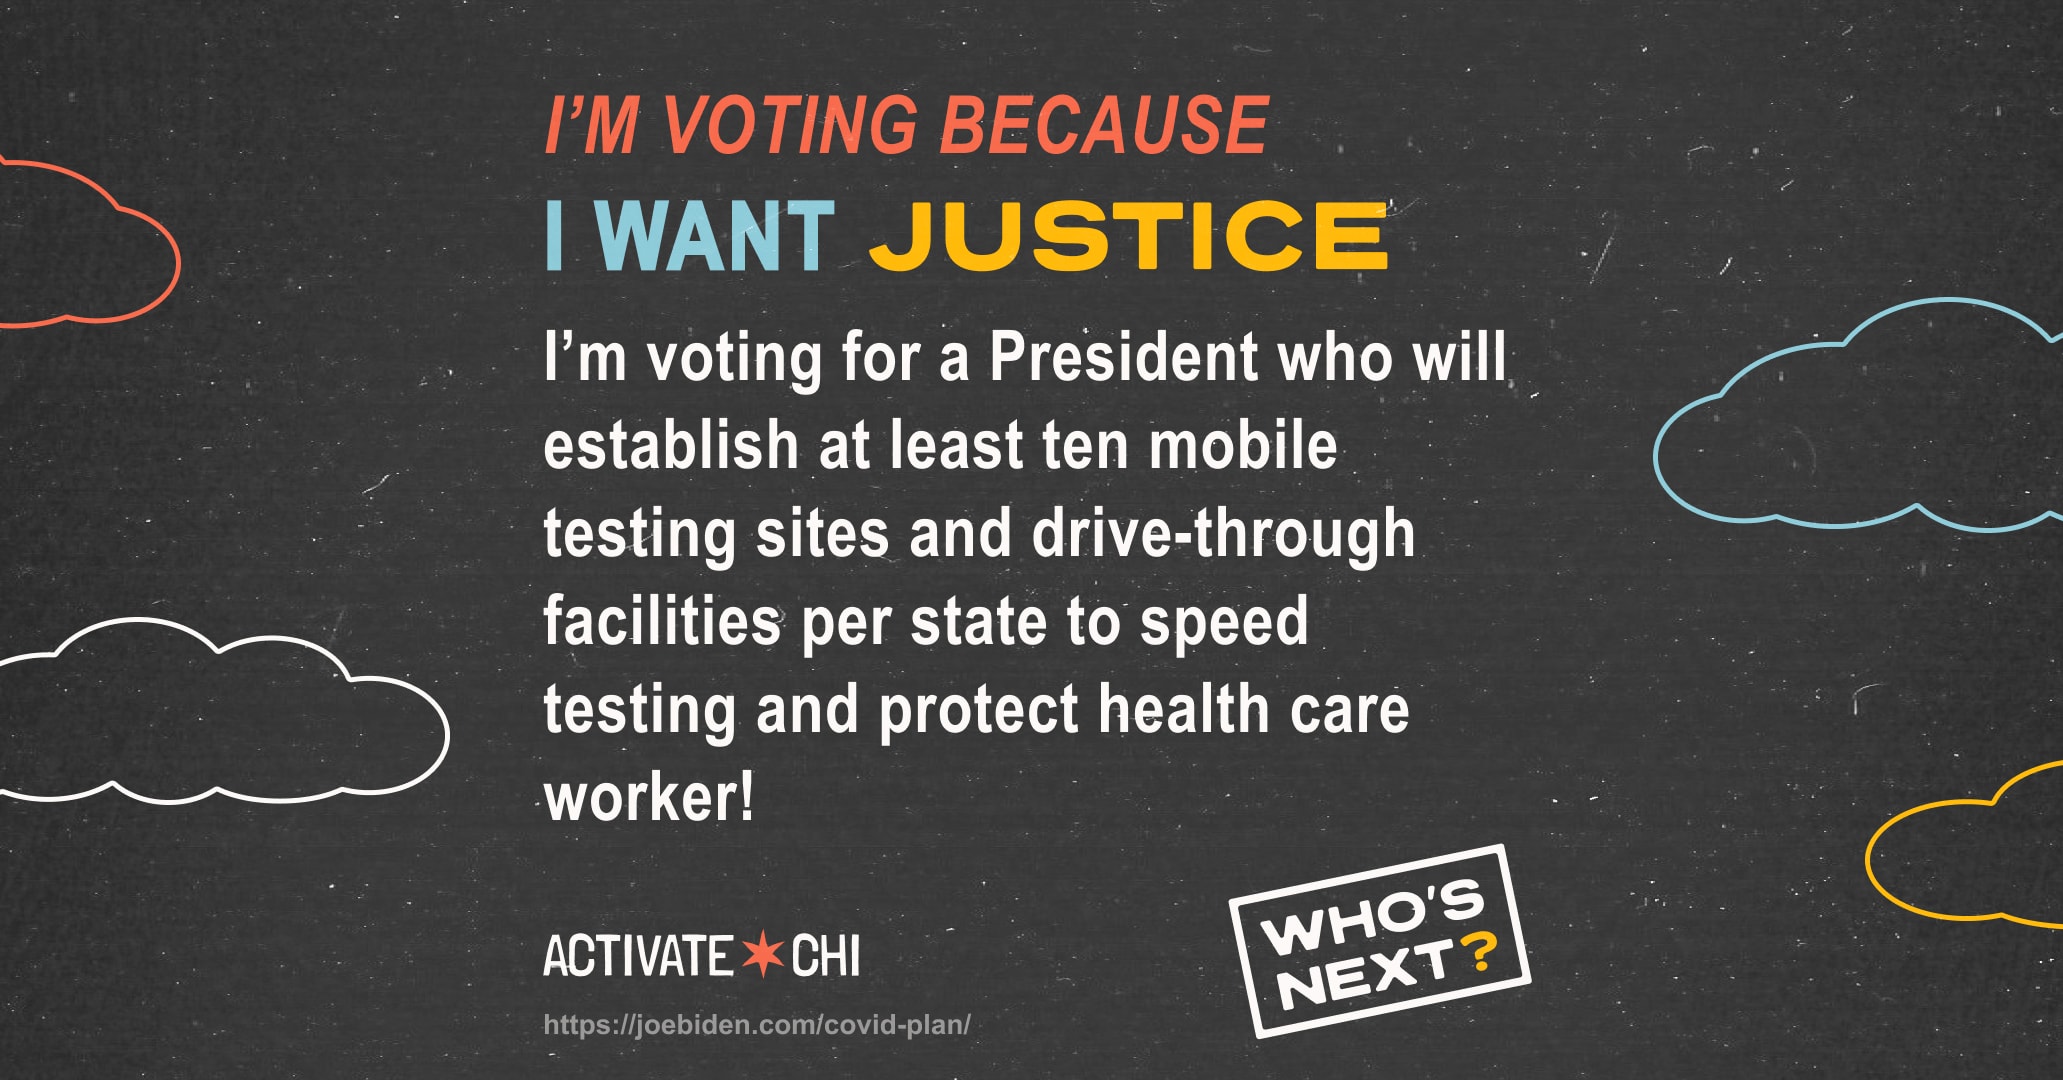 I’M VOTING BECAUSE
I WANT JUSTICE
I’m voting for a President who will
establish at least ten mobile
testing sites and drive-through
facilities per state to speed
testing and protect health care
worker!
ACTIVATE CHI
https://joebiden.com/covid-plan/
WHO’S
NEXT?